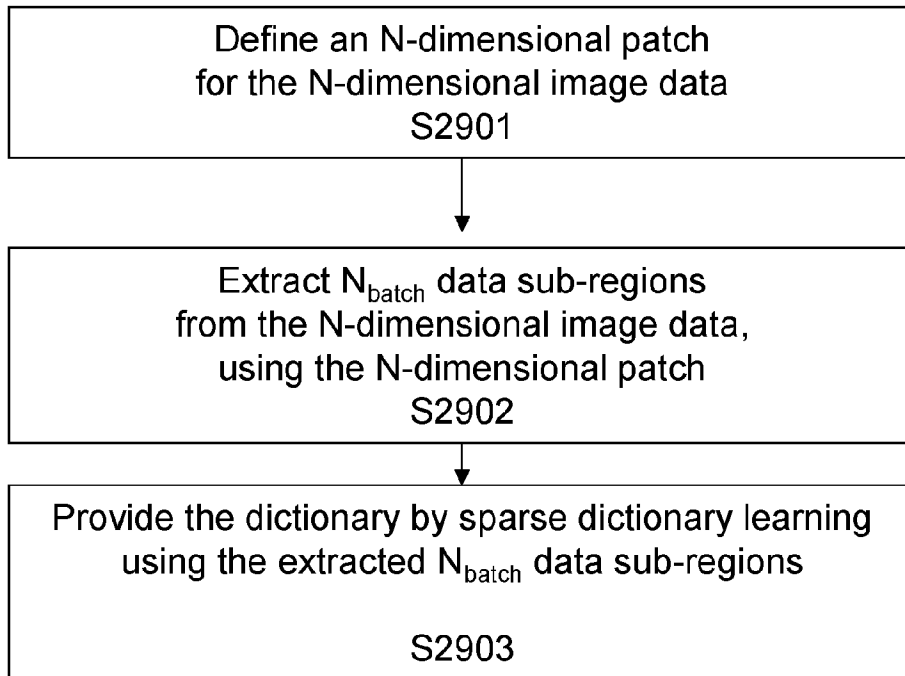 Define an N-dimensional patch
for the N-dimensional image data
S2901
Extract N_batch data sub-regions
from the N-dimensional image data,
using the N-dimensional patch
S2902
Provide the dictionary by sparse dictionary learning
using the extracted N_batch data sub-regions
S2903